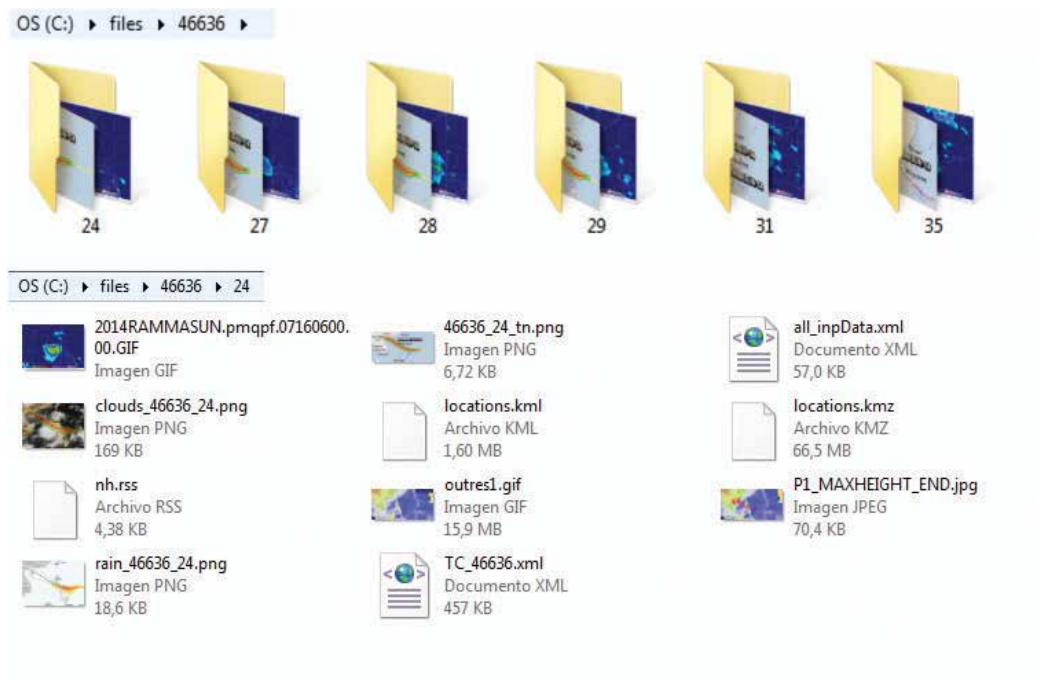 OS (C:) ▸ files ▸ 46636 ▸
24
27
28
29
31
35
OS (C:) ▸ files ▸ 46636 ▸ 24
2014RAMMASUN.pmqpf.07160600.
00.GIF
Imagen GIF
46636_24_tn.png
Imagen PNG
6,72 KB
all_inpData.xml
Documento XML
57,0 KB
clouds_46636_24.png
Imagen PNG
169 KB
locations.kml
Archivo KML
1,60 MB
locations.kmz
Archivo KMZ
66,5 MB
nh.rss
Archivo RSS
4,38 KB
outres1.gif
Imagen GIF
15,9 MB
P1_MAXHEIGHT_END.jpg
Imagen JPEG
70,4 KB
rain_46636_24.png
Imagen PNG
18,6 KB
TC_46636.xml
Documento XML
457 KB